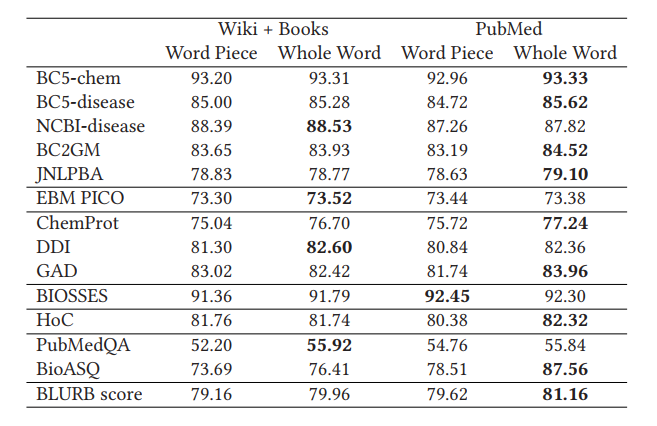 Wiki + Books PubMed
Word Piece Whole Word Word Piece Whole Word
BC5-chem 93.20 93.31 92.96 93.33
BC5-disease 85.00 85.28 84.72 85.62
NCBI-disease 88.39 88.53 87.26 87.82
BC2GM 83.65 83.93 83.19 84.52
JNLPBA 78.83 78.77 78.63 79.10
EBM PICO 73.30 73.52 73.44 73.38
ChemProt 75.04 76.70 75.72 77.24
DDI 81.30 82.60 80.84 82.36
GAD 83.02 82.42 81.74 83.96
BIOSSES 91.36 91.79 92.45 92.30
HoC 81.76 81.74 80.38 82.32
PubMedQA 52.20 55.92 54.76 55.84
BioASQ 73.69 76.41 78.51 87.56
BLURB score 79.16 79.96 79.62 81.16